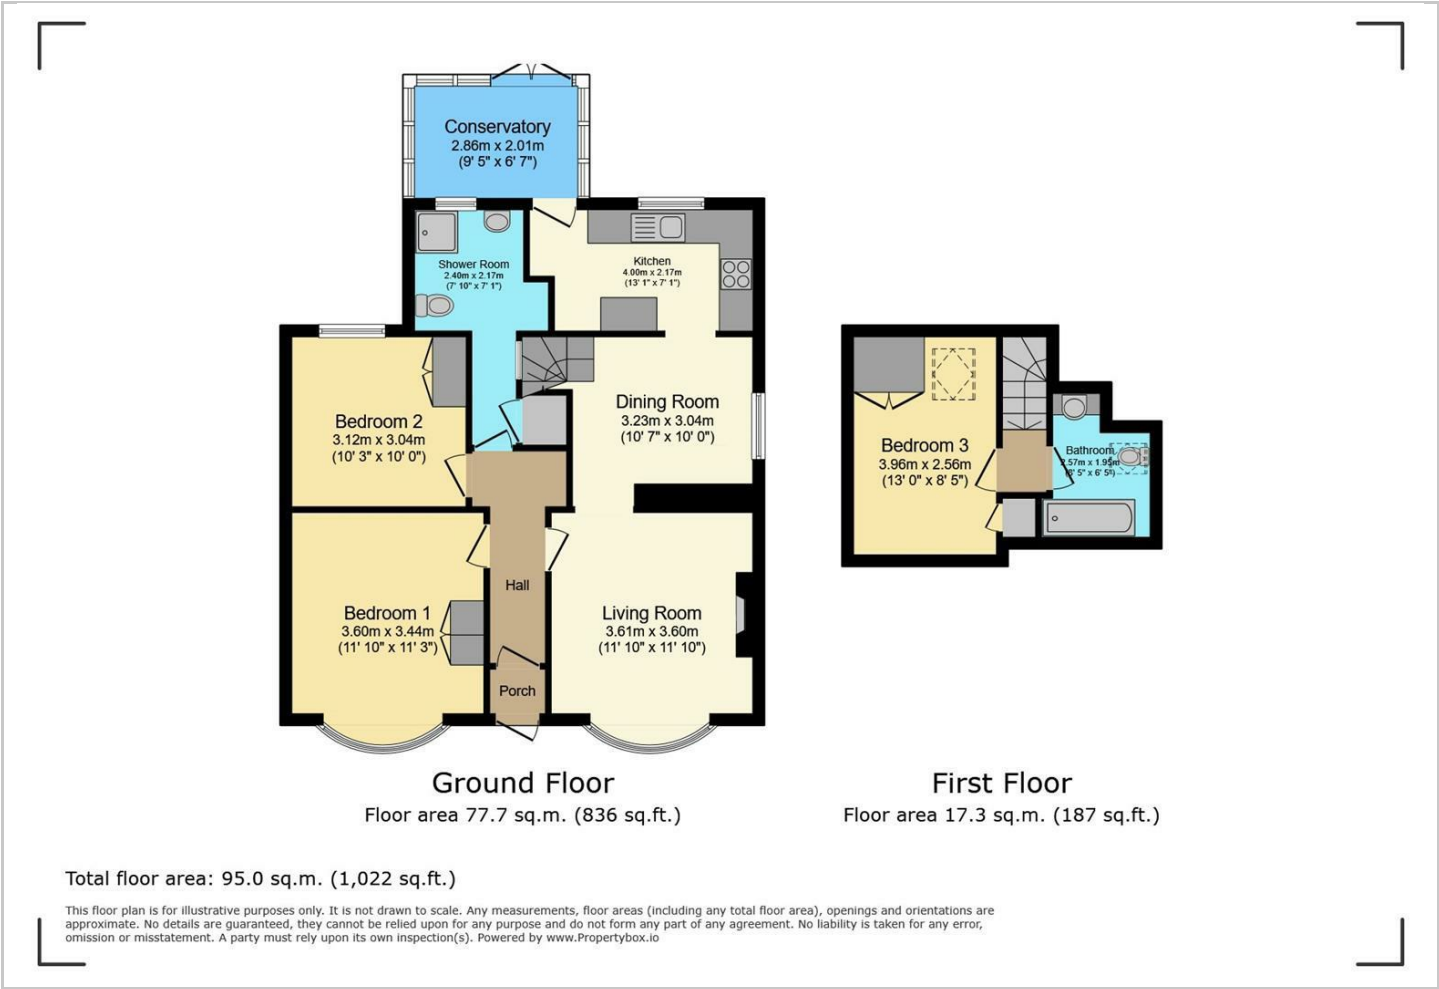 Conservatory
2.86m x 2.01m
(9' 5" x 6' 7")
Shower Room
2.40m x 2.17m
(7' 10" x 7' 1")
Kitchen
4.00m x 2.17m
(13' 1" x 7' 1")
Bedroom 2
3.12m x 3.04m
(10' 3" x 10' 0")
Dining Room
3.23m x 3.04m
(10' 7" x 10' 0")
Bedroom 3
3.96m x 2.56m
(13' 0" x 8' 5")
Bathroom
2.57m x 1.95m
(8' 5" x 6' 5")
Hall
Bedroom 1
3.60m x 3.44m
(11' 10" x 11' 3")
Living Room
3.61m x 3.60m
(11' 10" x 11' 10")
Porch
Ground Floor
Floor area 77.7 sq.m. (836 sq.ft.)
First Floor
Floor area 17.3 sq.m. (187 sq.ft.)
Total floor area: 95.0 sq.m. (1,022 sq.ft.)
This floor plan is for illustrative purposes only. It is not drawn to scale. Any measurements, floor areas (including any total floor area), openings and orientations are
approximate. No details are guaranteed, they cannot be relied upon for any purpose and do not form any part of any agreement. No liability is taken for any error,
omission or misstatement. A party must rely upon its own inspection(s). Powered by www.Propertybox.io